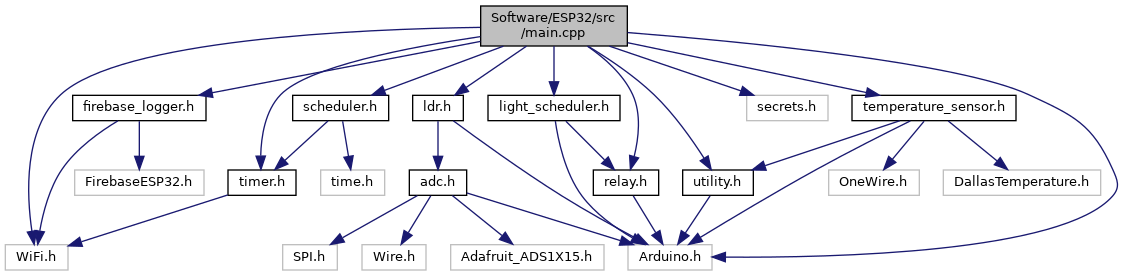 Software/ESP32/src
/main.cpp
firebase_logger.h
scheduler.h
ldr.h
light_scheduler.h
secrets.h
temperature_sensor.h
FirebaseESP32.h
timer.h
time.h
adc.h
relay.h
utility.h
OneWire.h
DallasTemperature.h
WiFi.h
SPI.h
Wire.h
Adafruit_ADS1X15.h
Arduino.h